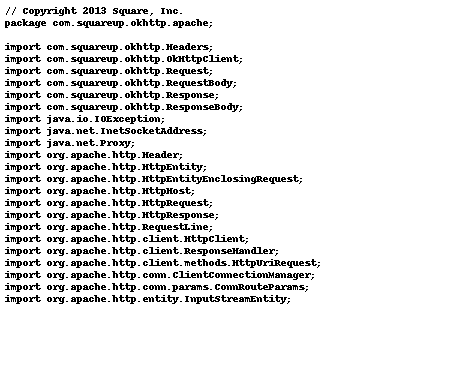 // Copyright 2013 Square, Inc.
package com.squareup.okhttp.apache;

import com.squareup.okhttp.Headers;
import com.squareup.okhttp.OkHttpClient;
import com.squareup.okhttp.Request;
import com.squareup.okhttp.RequestBody;
import com.squareup.okhttp.Response;
import com.squareup.okhttp.ResponseBody;
import java.io.IOException;
import java.net.InetSocketAddress;
import java.net.Proxy;
import org.apache.http.Header;
import org.apache.http.HttpEntity;
import org.apache.http.HttpEntityEnclosingRequest;
import org.apache.http.HttpHost;
import org.apache.http.HttpRequest;
import org.apache.http.HttpResponse;
import org.apache.http.RequestLine;
import org.apache.http.client.HttpClient;
import org.apache.http.client.ResponseHandler;
import org.apache.http.client.methods.HttpUriRequest;
import org.apache.http.conn.ClientConnectionManager;
import org.apache.http.conn.params.ConnRouteParams;
import org.apache.http.entity.InputStreamEntity;